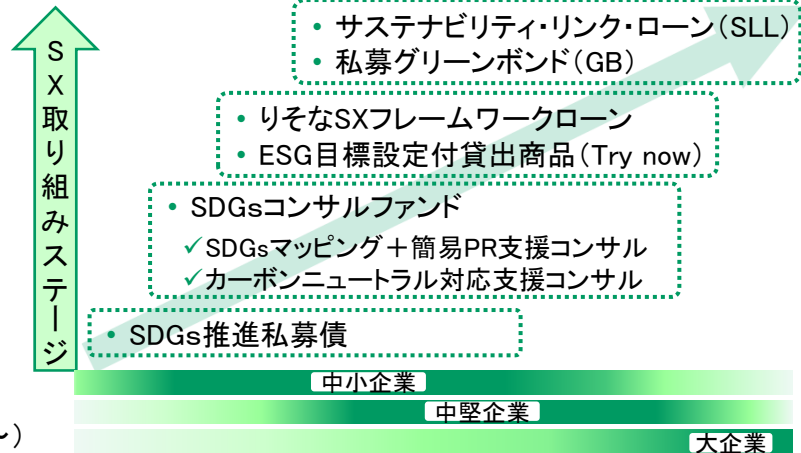 SX取り組みステージ
• サステナビリティ・リンク・ローン（SLL）
• 私募グリーンボンド（GB）
• りそなSXフレームワークローン
• ESG目標設定付貸出商品（Try now）
• SDGsコンサルファンド
✓SDGsマッピング＋簡易PR支援コンサル
✓カーボンニュートラル対応支援コンサル
• SDGs推進私募債
中小企業
中堅企業
～）
大企業